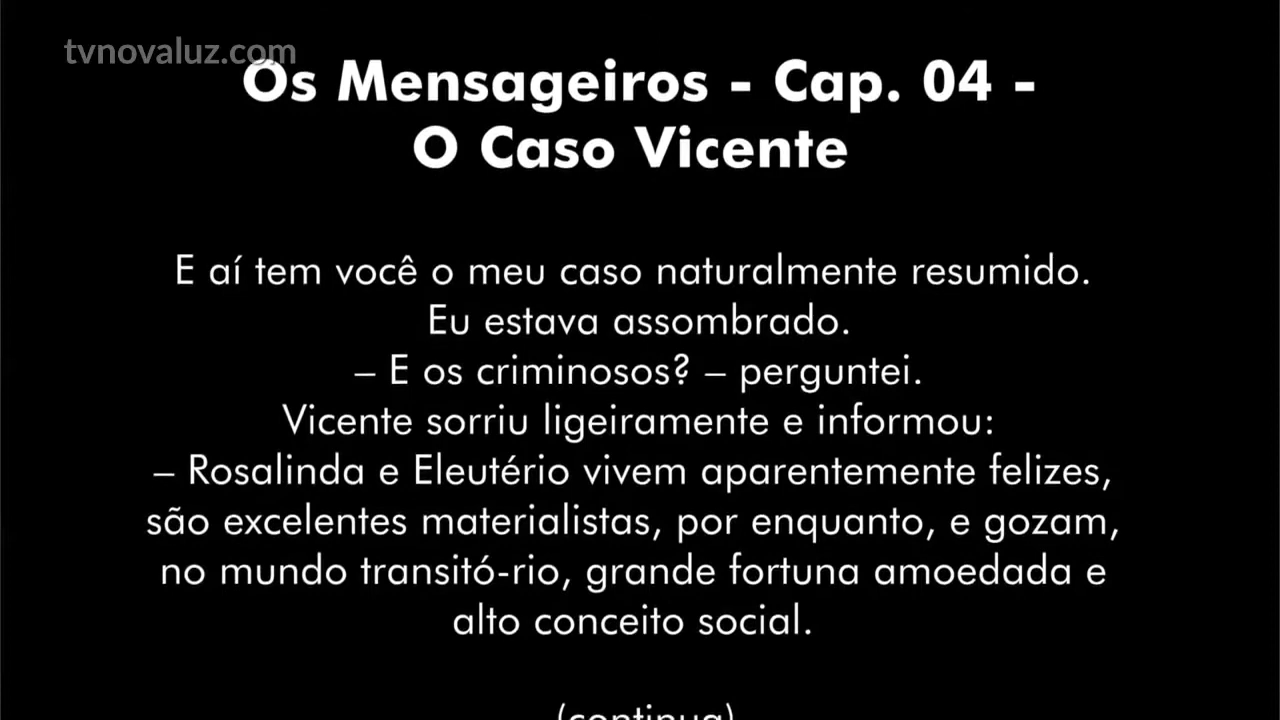 tvnovaluz.com
Os Mensageiros - Cap. 04 -
O Caso Vicente
E aí tem você o meu caso naturalmente resumido.
Eu estava assombrado.
– E os criminosos? – perguntei.
Vicente sorriu ligeiramente e informou:
– Rosalinda e Eleutério vivem aparentemente felizes,
são excelentes materialistas, por enquanto, e gozam,
no mundo transitó-rio, grande fortuna amoedada e
alto conceito social.
(continua)